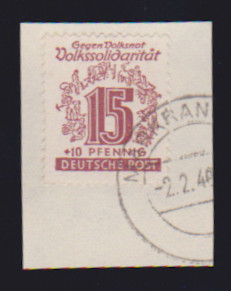 Gegen Volksnot
Volkssolidarität
15
+10 PFENNIG
DEUTSCHE POST
-2.2.46